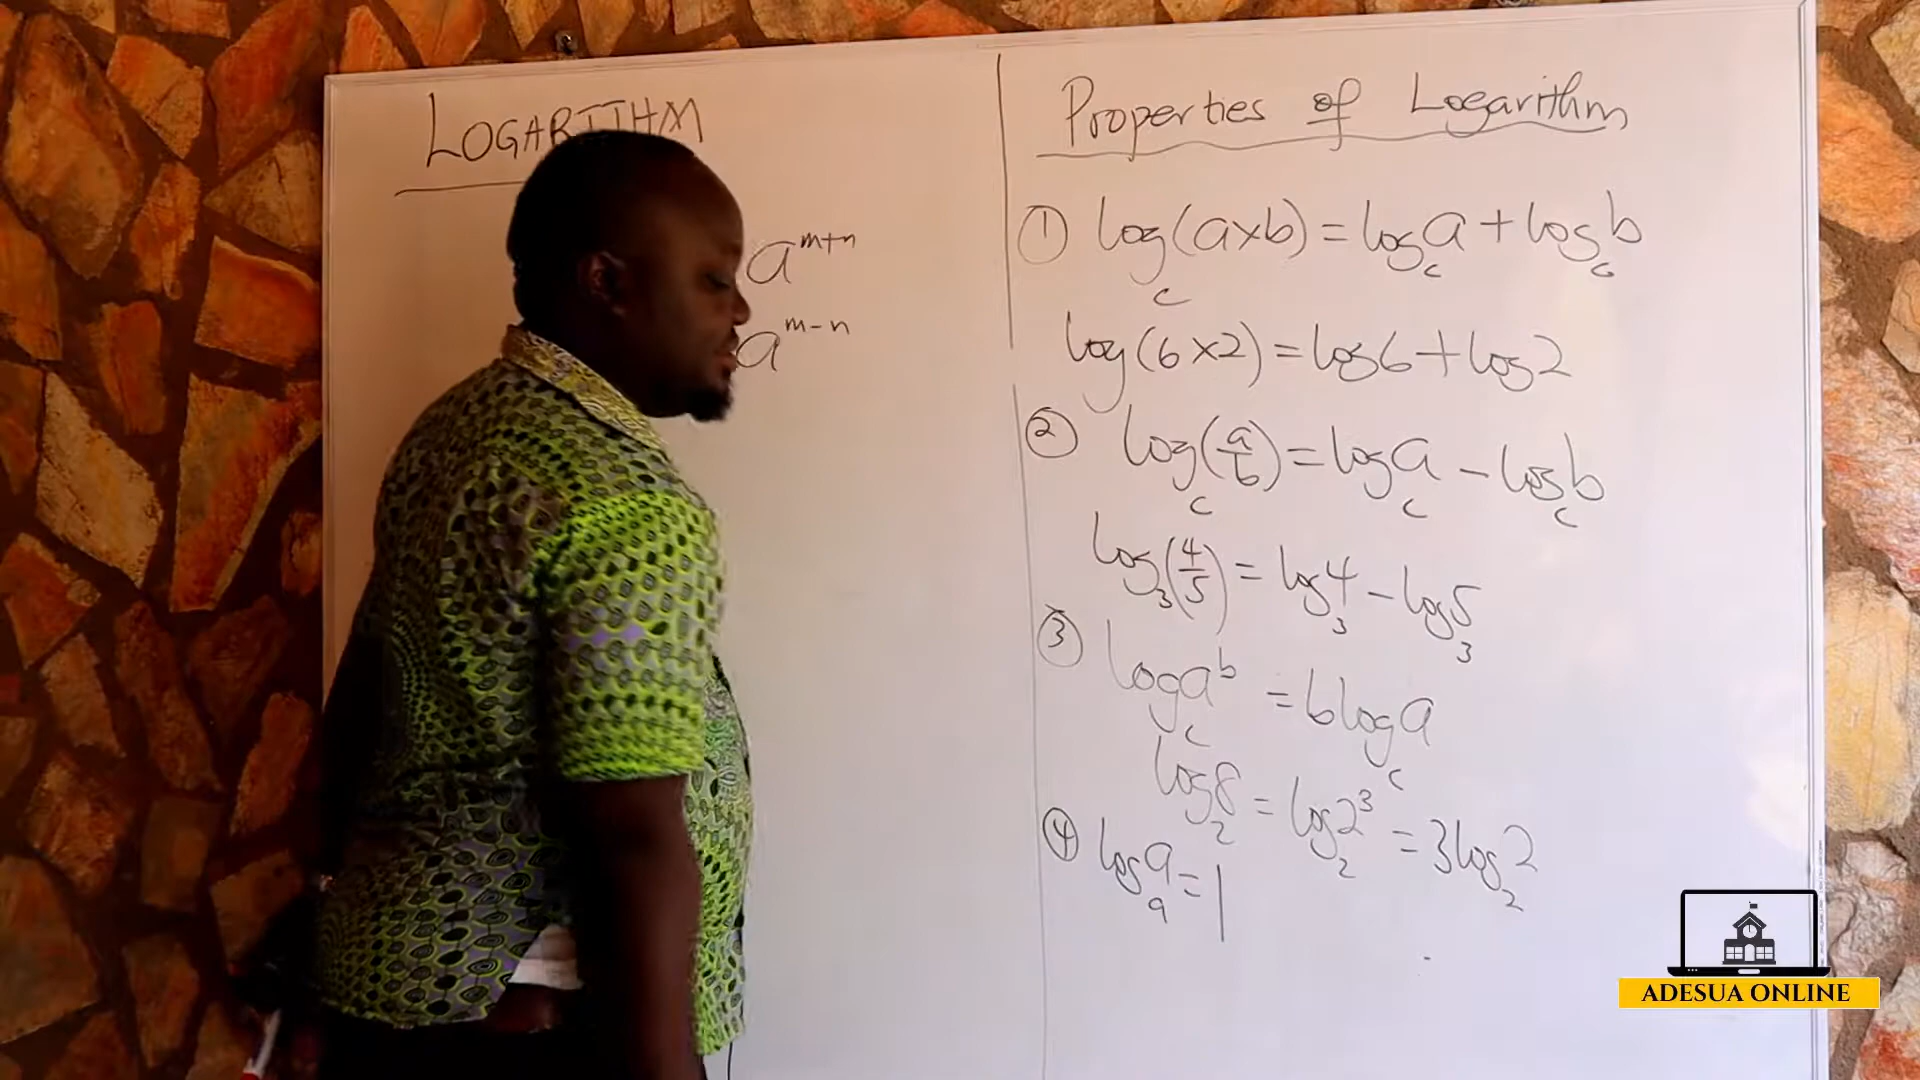 LOGARITHM
a^{m+n}
a^{m-n}
Properties of Logarithm
① log_c(a×b) = log_c a + log_c b
log(6×2) = log6 + log2
② log_c(a/b) = log_c a - log_c b
log_3(4/5) = log_3 4 - log_3 5
③ log_c a^b = b log_c a
log_2 8 = log_2 2^3 = 3log_2 2
④ log_a a = 1
ADESUA ONLINE